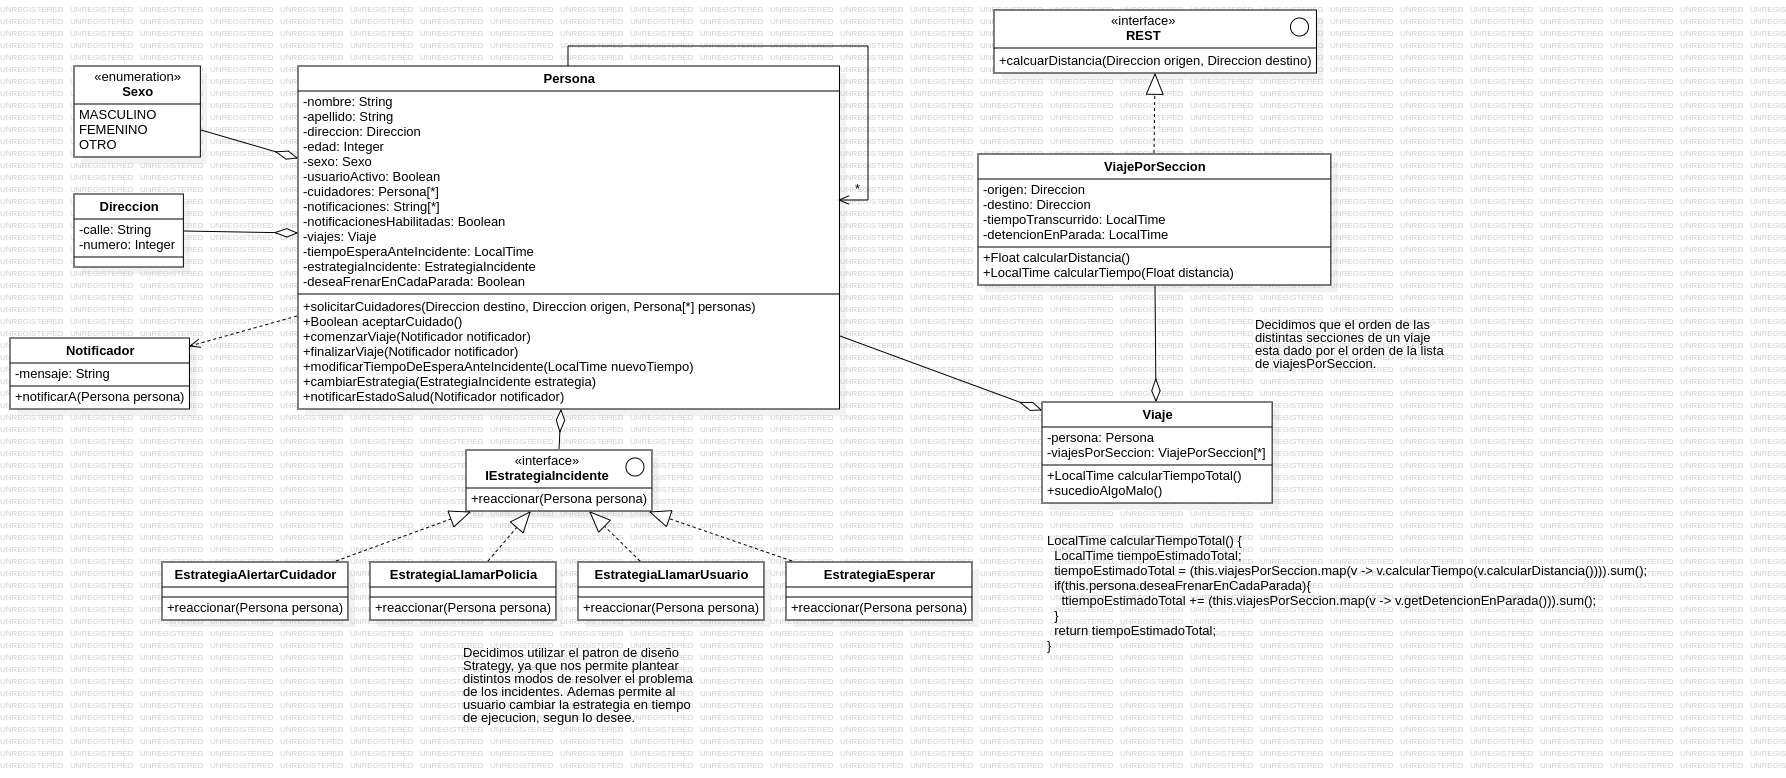 «interface»
REST
+calcuarDistancia(Direccion origen, Direccion destino)
«enumeration»
Sexo
MASCULINO
FEMENINO
OTRO
Persona
-nombre: String
-apellido: String
-direccion: Direccion
-edad: Integer
-sexo: Sexo
-usuarioActivo: Boolean
-cuidadores: Persona[*]
-notificaciones: String[*]
-notificacionesHabilitadas: Boolean
-viajes: Viaje
-tiempoEsperaAnteIncidente: LocalTime
-estrategiaIncidente: EstrategiaIncidente
-deseaFrenarEnCadaParada: Boolean
+solicitarCuidadores(Direccion destino, Direccion origen, Persona[*] personas)
+Boolean aceptarCuidado()
+comenzarViaje(Notificador notificador)
+finalizarViaje(Notificador notificador)
+modificarTiempoDeEsperaAnteIncidente(LocalTime nuevoTiempo)
+cambiarEstrategia(EstrategiaIncidente estrategia)
+notificarEstadoSalud(Notificador notificador)
*
Direccion
-calle: String
-numero: Integer
Notificador
-mensaje: String
+notificarA(Persona persona)
ViajePorSeccion
-origen: Direccion
-destino: Direccion
-tiempoTranscurrido: LocalTime
-detencionEnParada: LocalTime
+Float calcularDistancia()
+LocalTime calcularTiempo(Float distancia)
Decidimos que el orden de las
distintas secciones de un viaje
esta dado por el orden de la lista
de viajesPorSeccion.
Viaje
-persona: Persona
-viajesPorSeccion: ViajePorSeccion[*]
+LocalTime calcularTiempoTotal()
+sucedioAlgoMalo()
«interface»
IEstrategiaIncidente
+reaccionar(Persona persona)
EstrategiaAlertarCuidador
+reaccionar(Persona persona)
EstrategiaLlamarPolicia
+reaccionar(Persona persona)
EstrategiaLlamarUsuario
+reaccionar(Persona persona)
EstrategiaEsperar
+reaccionar(Persona persona)
LocalTime calcularTiempoTotal() {
LocalTime tiempoEstimadoTotal;
tiempoEstimadoTotal = (this.viajesPorSeccion.map(v -> v.calcularTiempo(v.calcularDistancia()))).sum();
if(this.persona.deseaFrenarEnCadaParada){
ttiempoEstimadoTotal += (this.viajesPorSeccion.map(v -> v.getDetencionEnParada())).sum();
}
return tiempoEstimadoTotal;
}
Decidimos utilizar el patron de diseño
Strategy, ya que nos permite plantear
distintos modos de resolver el problema
de los incidentes. Ademas permite al
usuario cambiar la estrategia en tiempo
de ejecucion, segun lo desee.